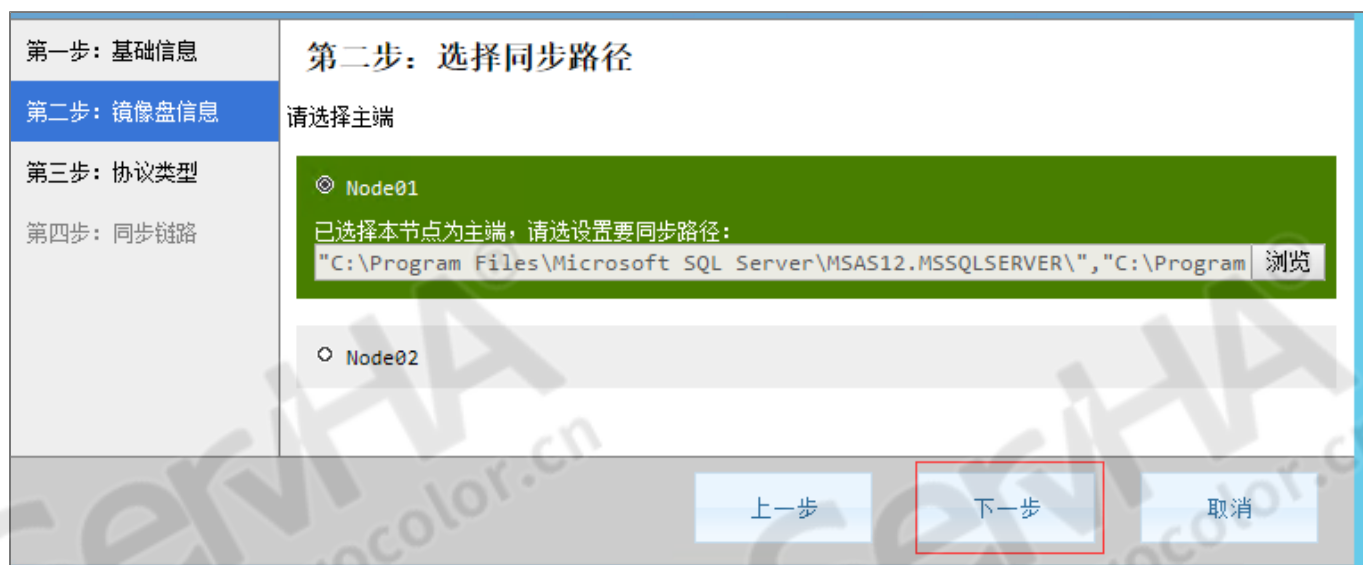 第一步：基础信息
第二步：镜像盘信息
第三步：协议类型
第四步：同步链路
第二步：选择同步路径
请选择主端
Node01
已选择本节点为主端，请选设置要同步路径：
"C:\Program Files\Microsoft SQL Server\MSAS12.MSSQLSERVER\","C:\Program
浏览
Node02
上一步
下一步
取消